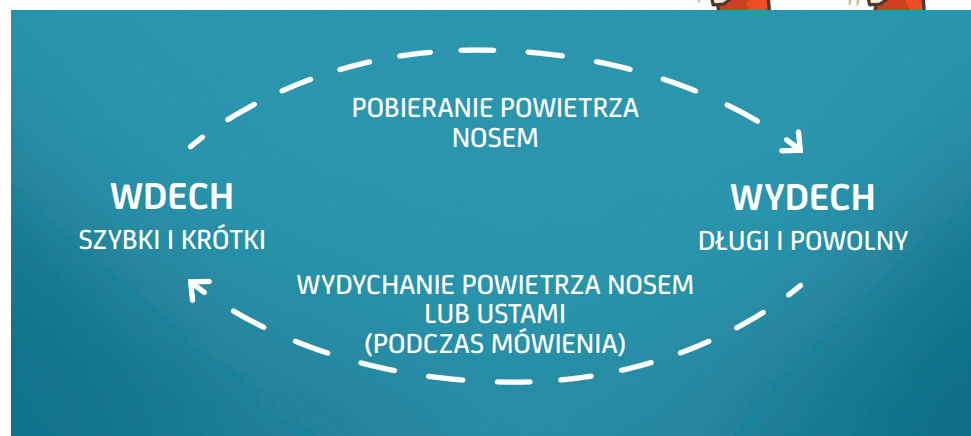 POBIERANIE POWIETRZA
NOSEM
WDECH
SZYBKI I KRÓTKI
WYDECH
DŁUGI I POWOLNY
WYDYCHANIE POWIETRZA NOSEM
LUB USTAMI
(PODCZAS MÓWIENIA)